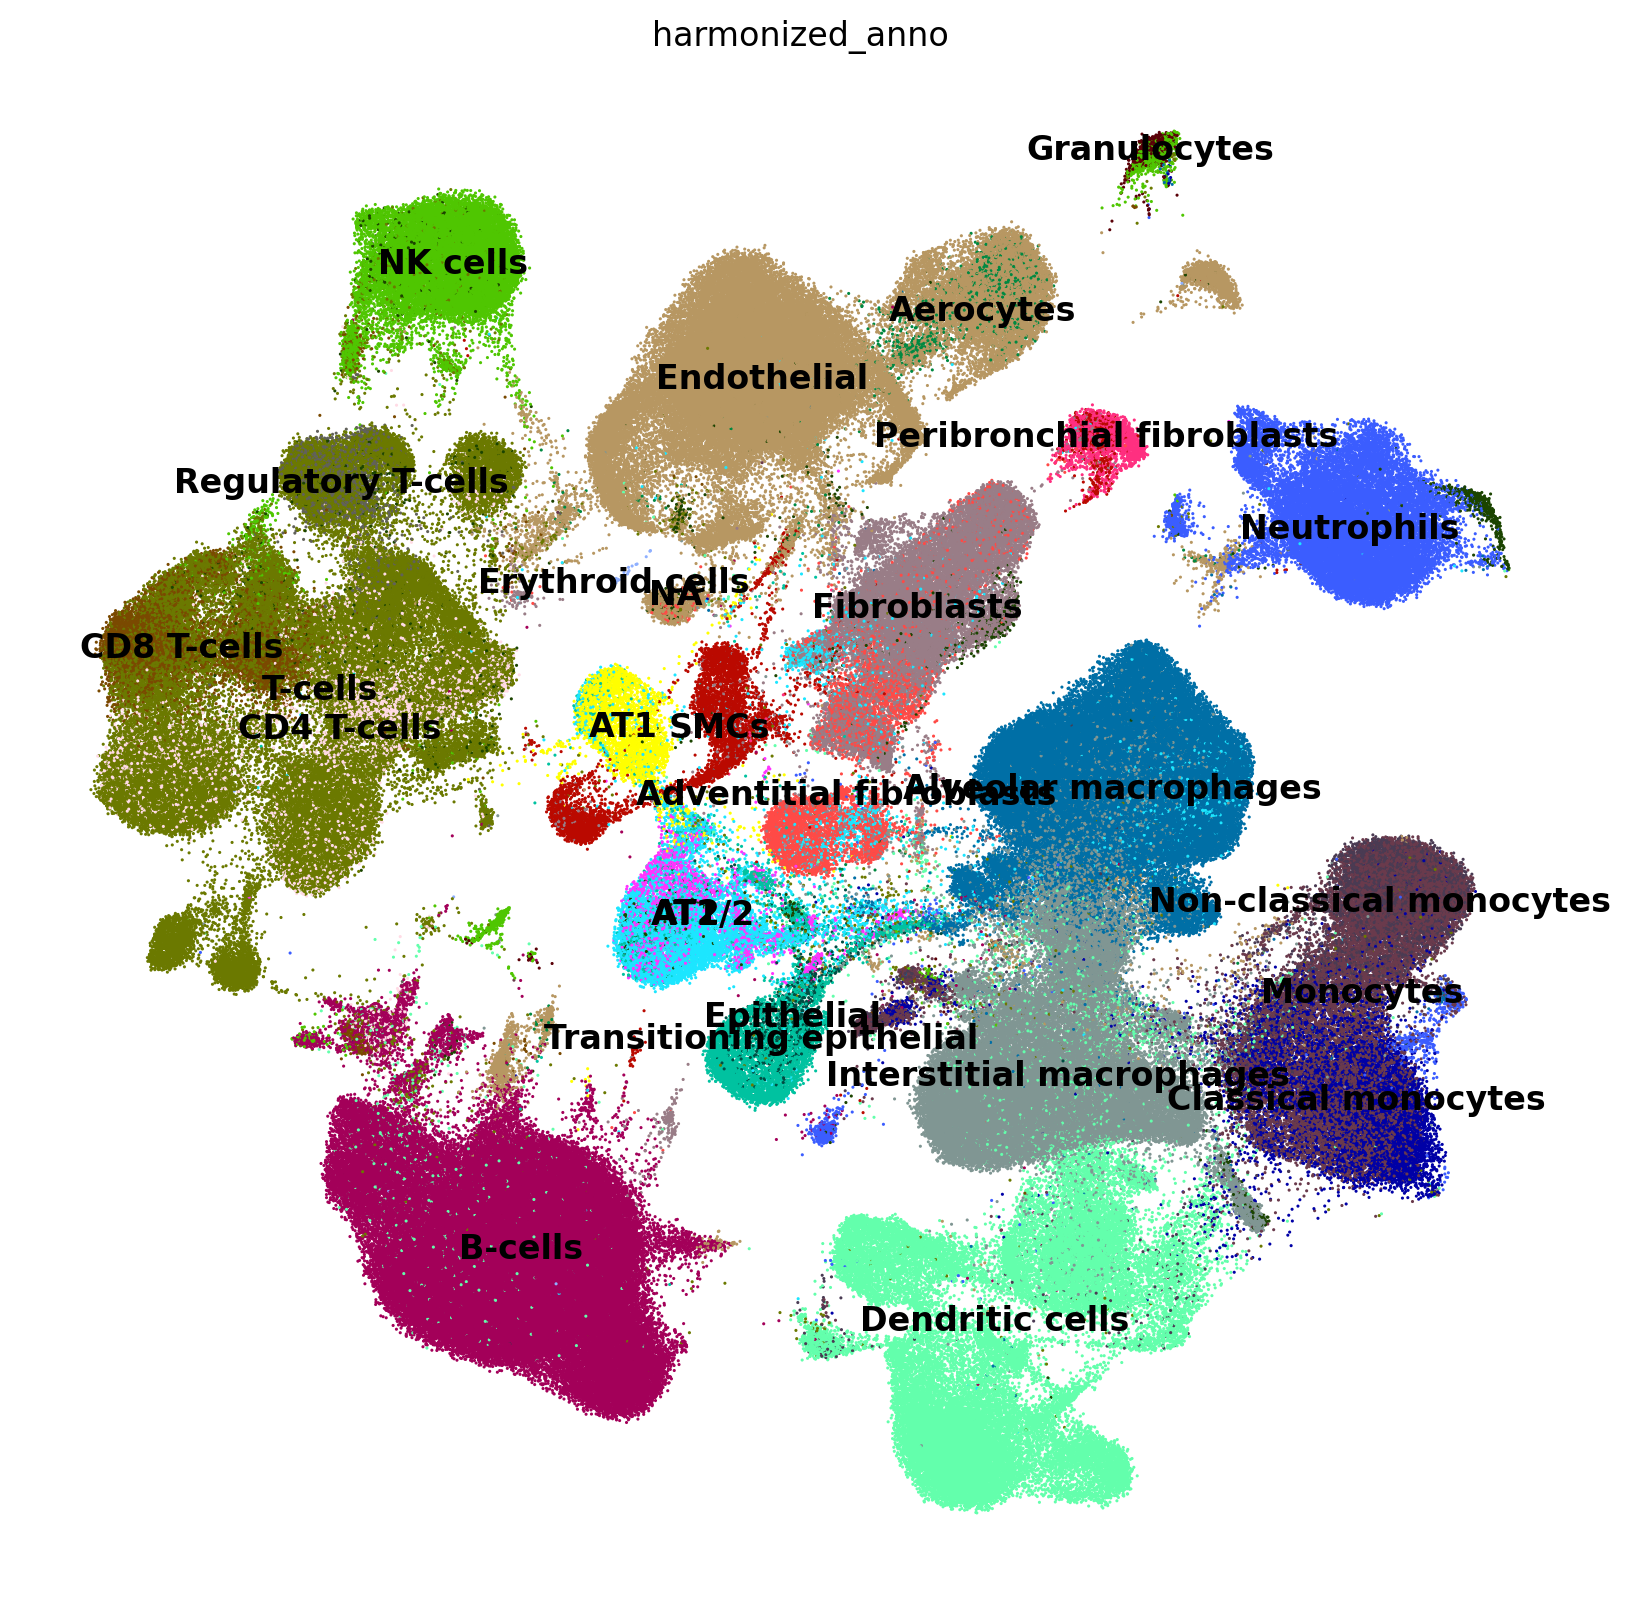 harmonized_anno
Granulocytes
NK cells
Aerocytes
Endothelial
Peribronchial fibroblasts
Regulatory T-cells
Neutrophils
Erythroid cells
NA
Fibroblasts
CD8 T-cells
T-cells
CD4 T-cells
AT1
SMCs
Adventitial fibroblasts
Alveolar macrophages
Non-classical monocytes
AT2
AT1/2
Monocytes
Epithelial
Transitioning epithelial
Interstitial macrophages
Classical monocytes
B-cells
Dendritic cells